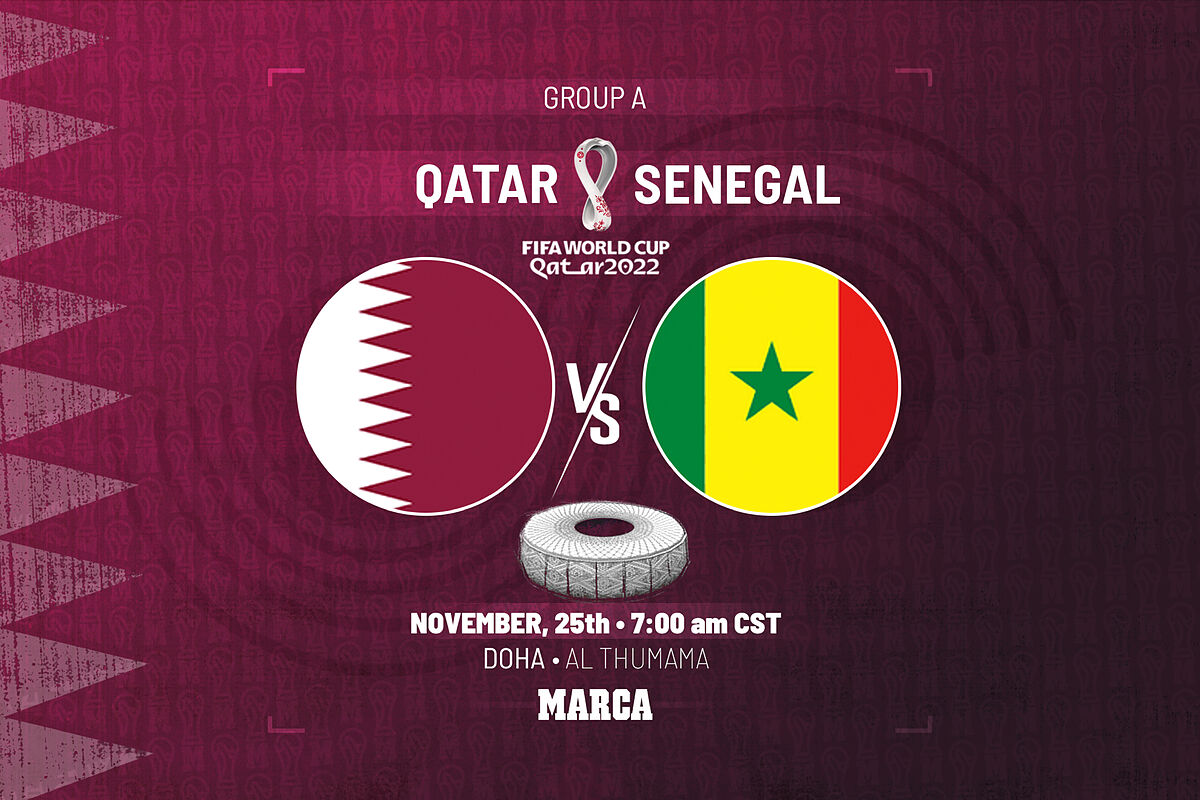 GROUP A
QATAR SENEGAL
FIFA WORLD CUP
Qatar2022
VS
NOVEMBER, 25th • 7:00 am CST
DOHA • AL THUMAMA
MARCA